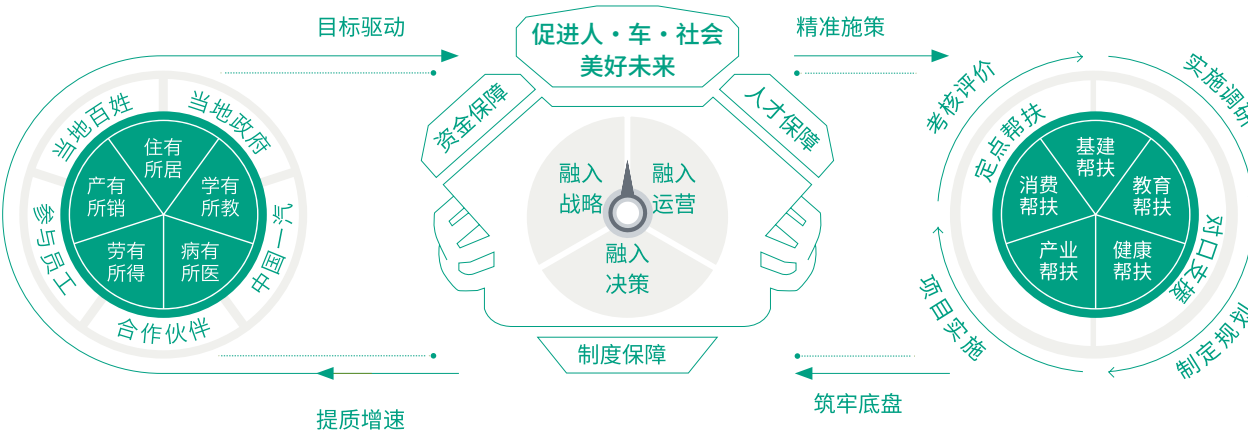 目标驱动
当地百姓
当地政府
中国一汽
合作伙伴
参与员工
住有
所居
学有
所教
病有
所医
劳有
所得
产有
所销
提质增速
促进人·车·社会
美好未来
资金保障
人才保障
融入
战略
融入
运营
融入
决策
制度保障
精准施策
考核评价
实施调研
制定规划
项目实施
定点帮扶
对口支援
基建
帮扶
教育
帮扶
健康
帮扶
产业
帮扶
消费
帮扶
筑牢底盘